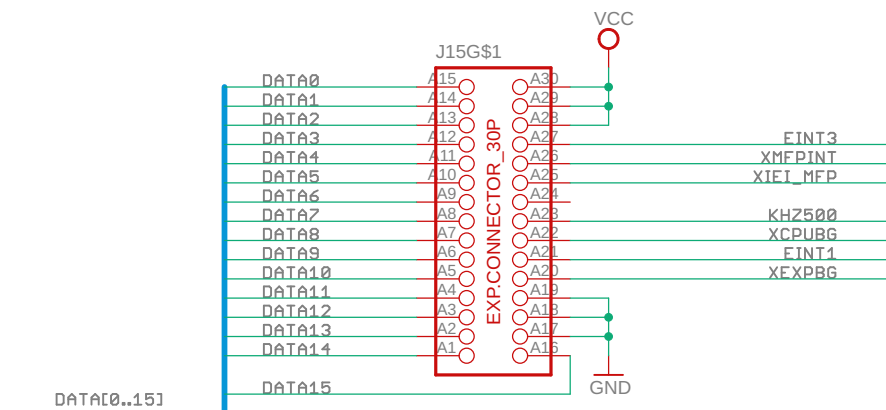 VCC
J15G$1
DATA0 A15 A30
DATA1 A14 A29
DATA2 A13 A28
DATA3 A12 A27 EINT3
DATA4 A11 A26 XMFPINT
DATA5 A10 A25 XIEI_MFP
DATA6 A9 A24
DATA7 A8 A23 KHZ500
DATA8 A7 A22 XCPUBG
DATA9 A6 A21 EINT1
DATA10 A5 A20 XEXPBG
DATA11 A4 A19
DATA12 A3 A18
DATA13 A2 A17
DATA14 A1 A16
EXP.CONNECTOR_30P
DATA15 GND
DATA[0..15]